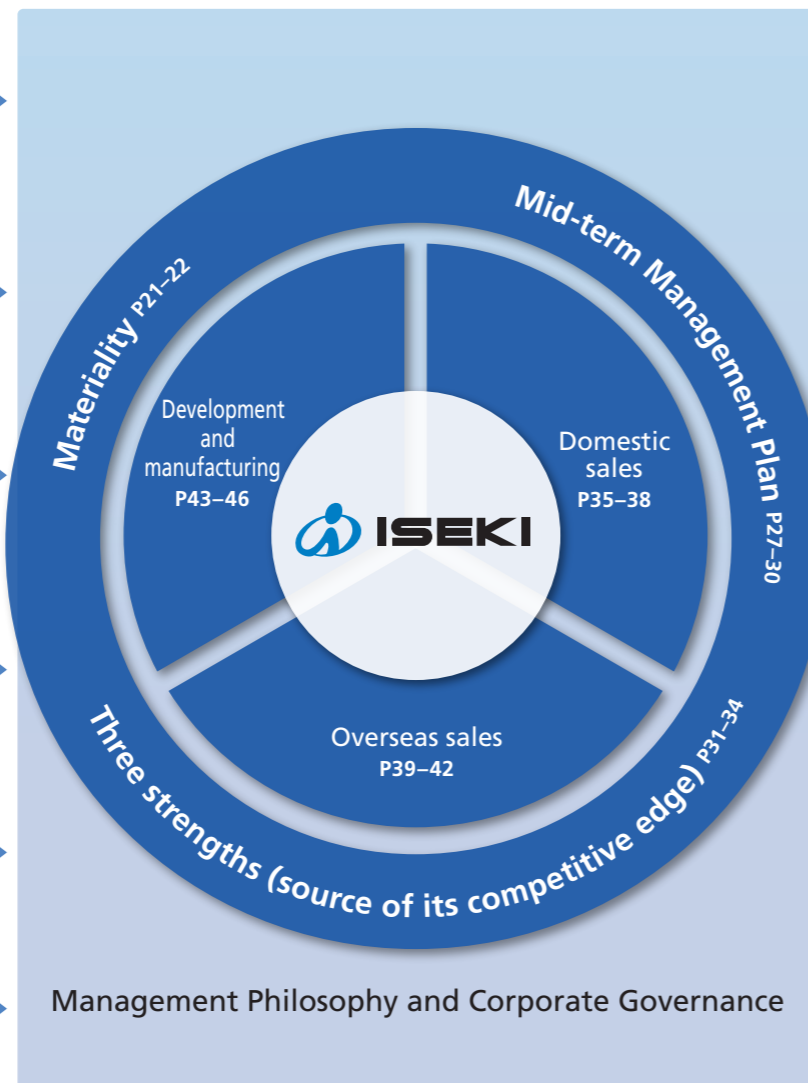 Mid-term Management Plan P27–30
Materiality P21–22
Development
and
manufacturing
P43–46
Domestic
sales
P35–38
ISEKI
Overseas sales
P39–42
Three strengths (source of its competitive edge) P31–34
Management Philosophy and Corporate Governance